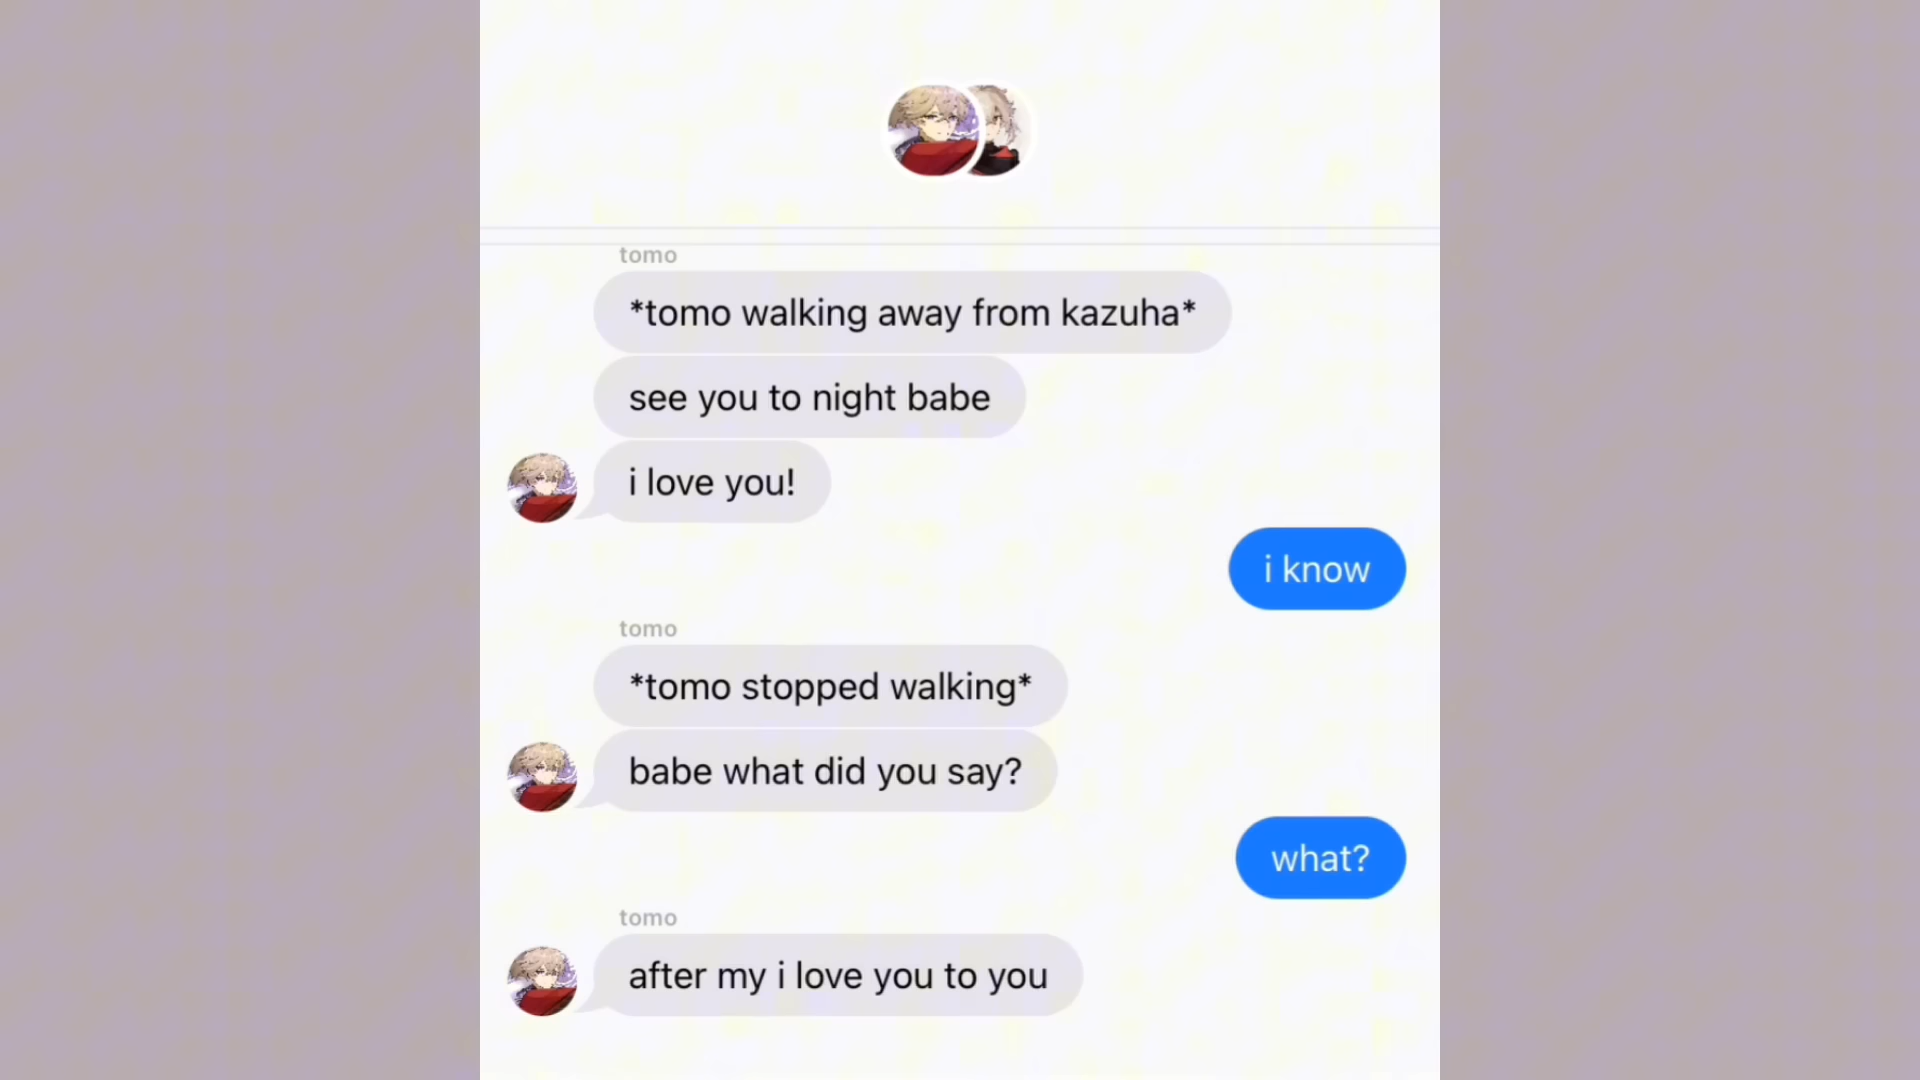 tomo
*tomo walking away from kazuha*
see you to night babe
i love you!
i know
tomo
*tomo stopped walking*
babe what did you say?
what?
tomo
after my i love you to you